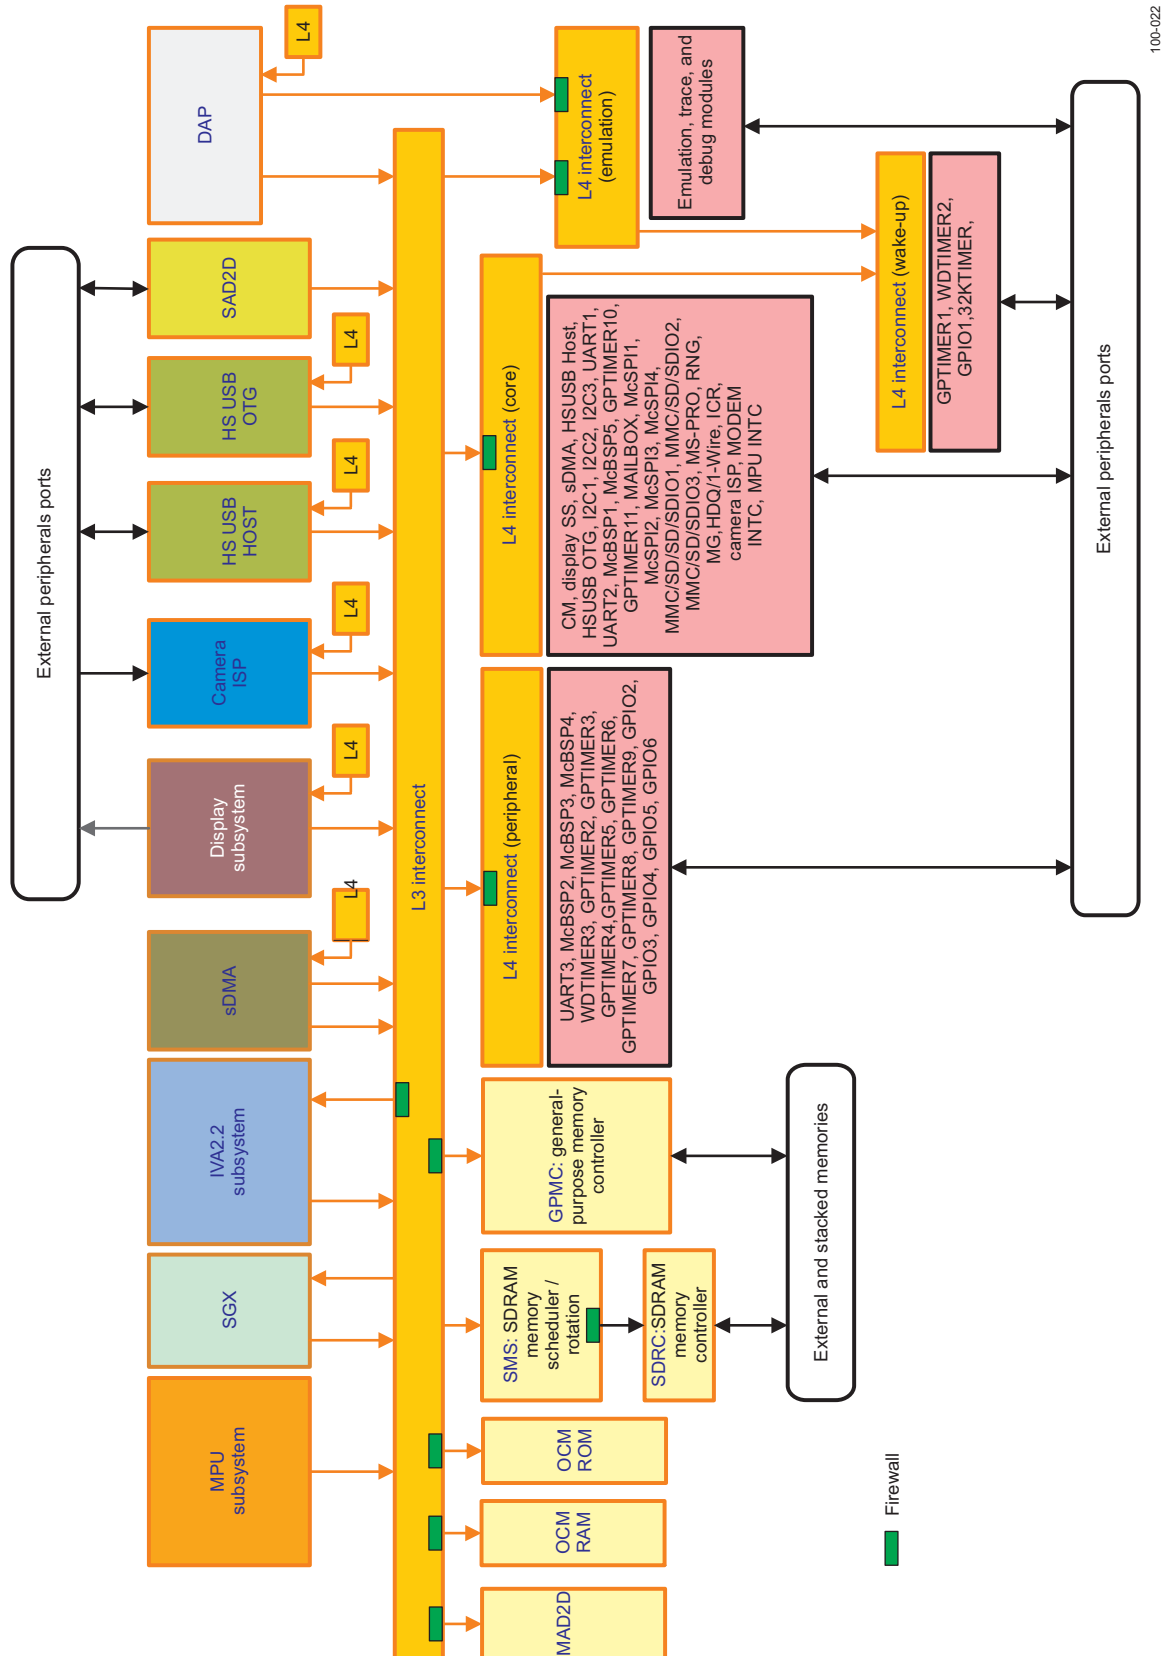 External peripherals ports
MPU
subsystem
SGX
IVA2.2
subsystem
sDMA
Display
subsystem
Camera
ISP
HS USB
HOST
HS USB
OTG
SAD2D
DAP
L4
L4
L4
L4
L4
L4
L3 interconnect
MAD2D
OCM
RAM
OCM
ROM
SMS: SDRAM
memory
scheduler /
rotation
SDRC:SDRAM
memory
controller
GPMC: general-
purpose memory
controller
External and stacked memories
L4 interconnect (peripheral)
UART3, McBSP2, McBSP3, McBSP4,
WDTIMER3, GPTIMER2, GPTIMER3,
GPTIMER4,GPTIMER5, GPTIMER6,
GPTIMER7, GPTIMER8, GPTIMER9, GPIO2,
GPIO3, GPIO4, GPIO5, GPIO6
L4 interconnect (core)
CM, display SS, sDMA, HSUSB Host,
HSUSB OTG, I2C1, I2C2, I2C3, UART1,
UART2, McBSP1, McBSP5, GPTIMER10,
GPTIMER11, MAILBOX, McSPI1,
McSPI2, McSPI3, McSPI4,
MMC/SD/SD/SDIO1, MMC/SD/SDIO2,
MMC/SD/SDIO3, MS-PRO, RNG,
MG,HDQ/1-Wire, ICR,
camera ISP, MODEM
INTC, MPU INTC
L4 interconnect
(emulation)
Emulation, trace, and
debug modules
L4 interconnect (wake-up)
GPTIMER1, WDTIMER2,
GPIO1,32KTIMER,
External peripherals ports
Firewall
100-022